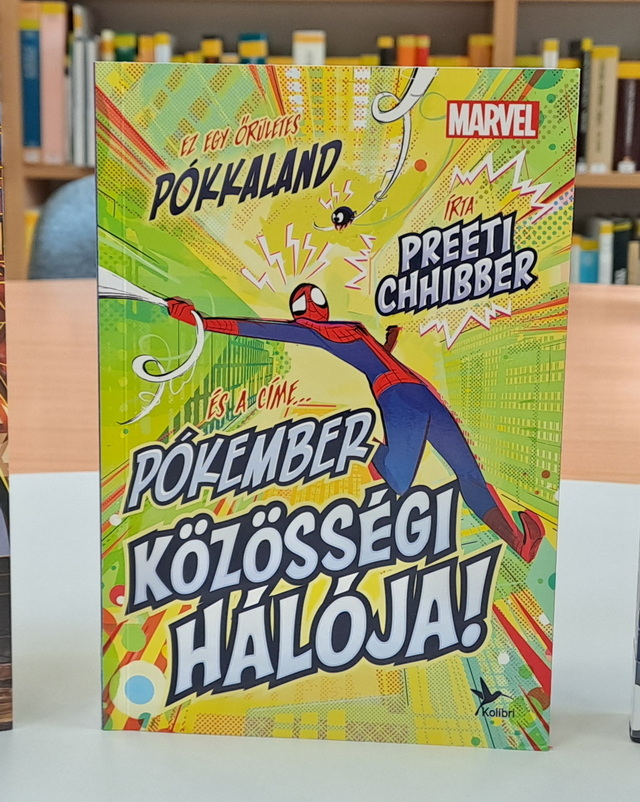 EZ EGY ŐRÜLETES
PÓKKALAND
MARVEL
ÍRTA
PREETI
CHHIBBER
ÉS A CÍME...
PÓKEMBER
KÖZÖSSÉGI
HÁLÓJA!
Kolibri